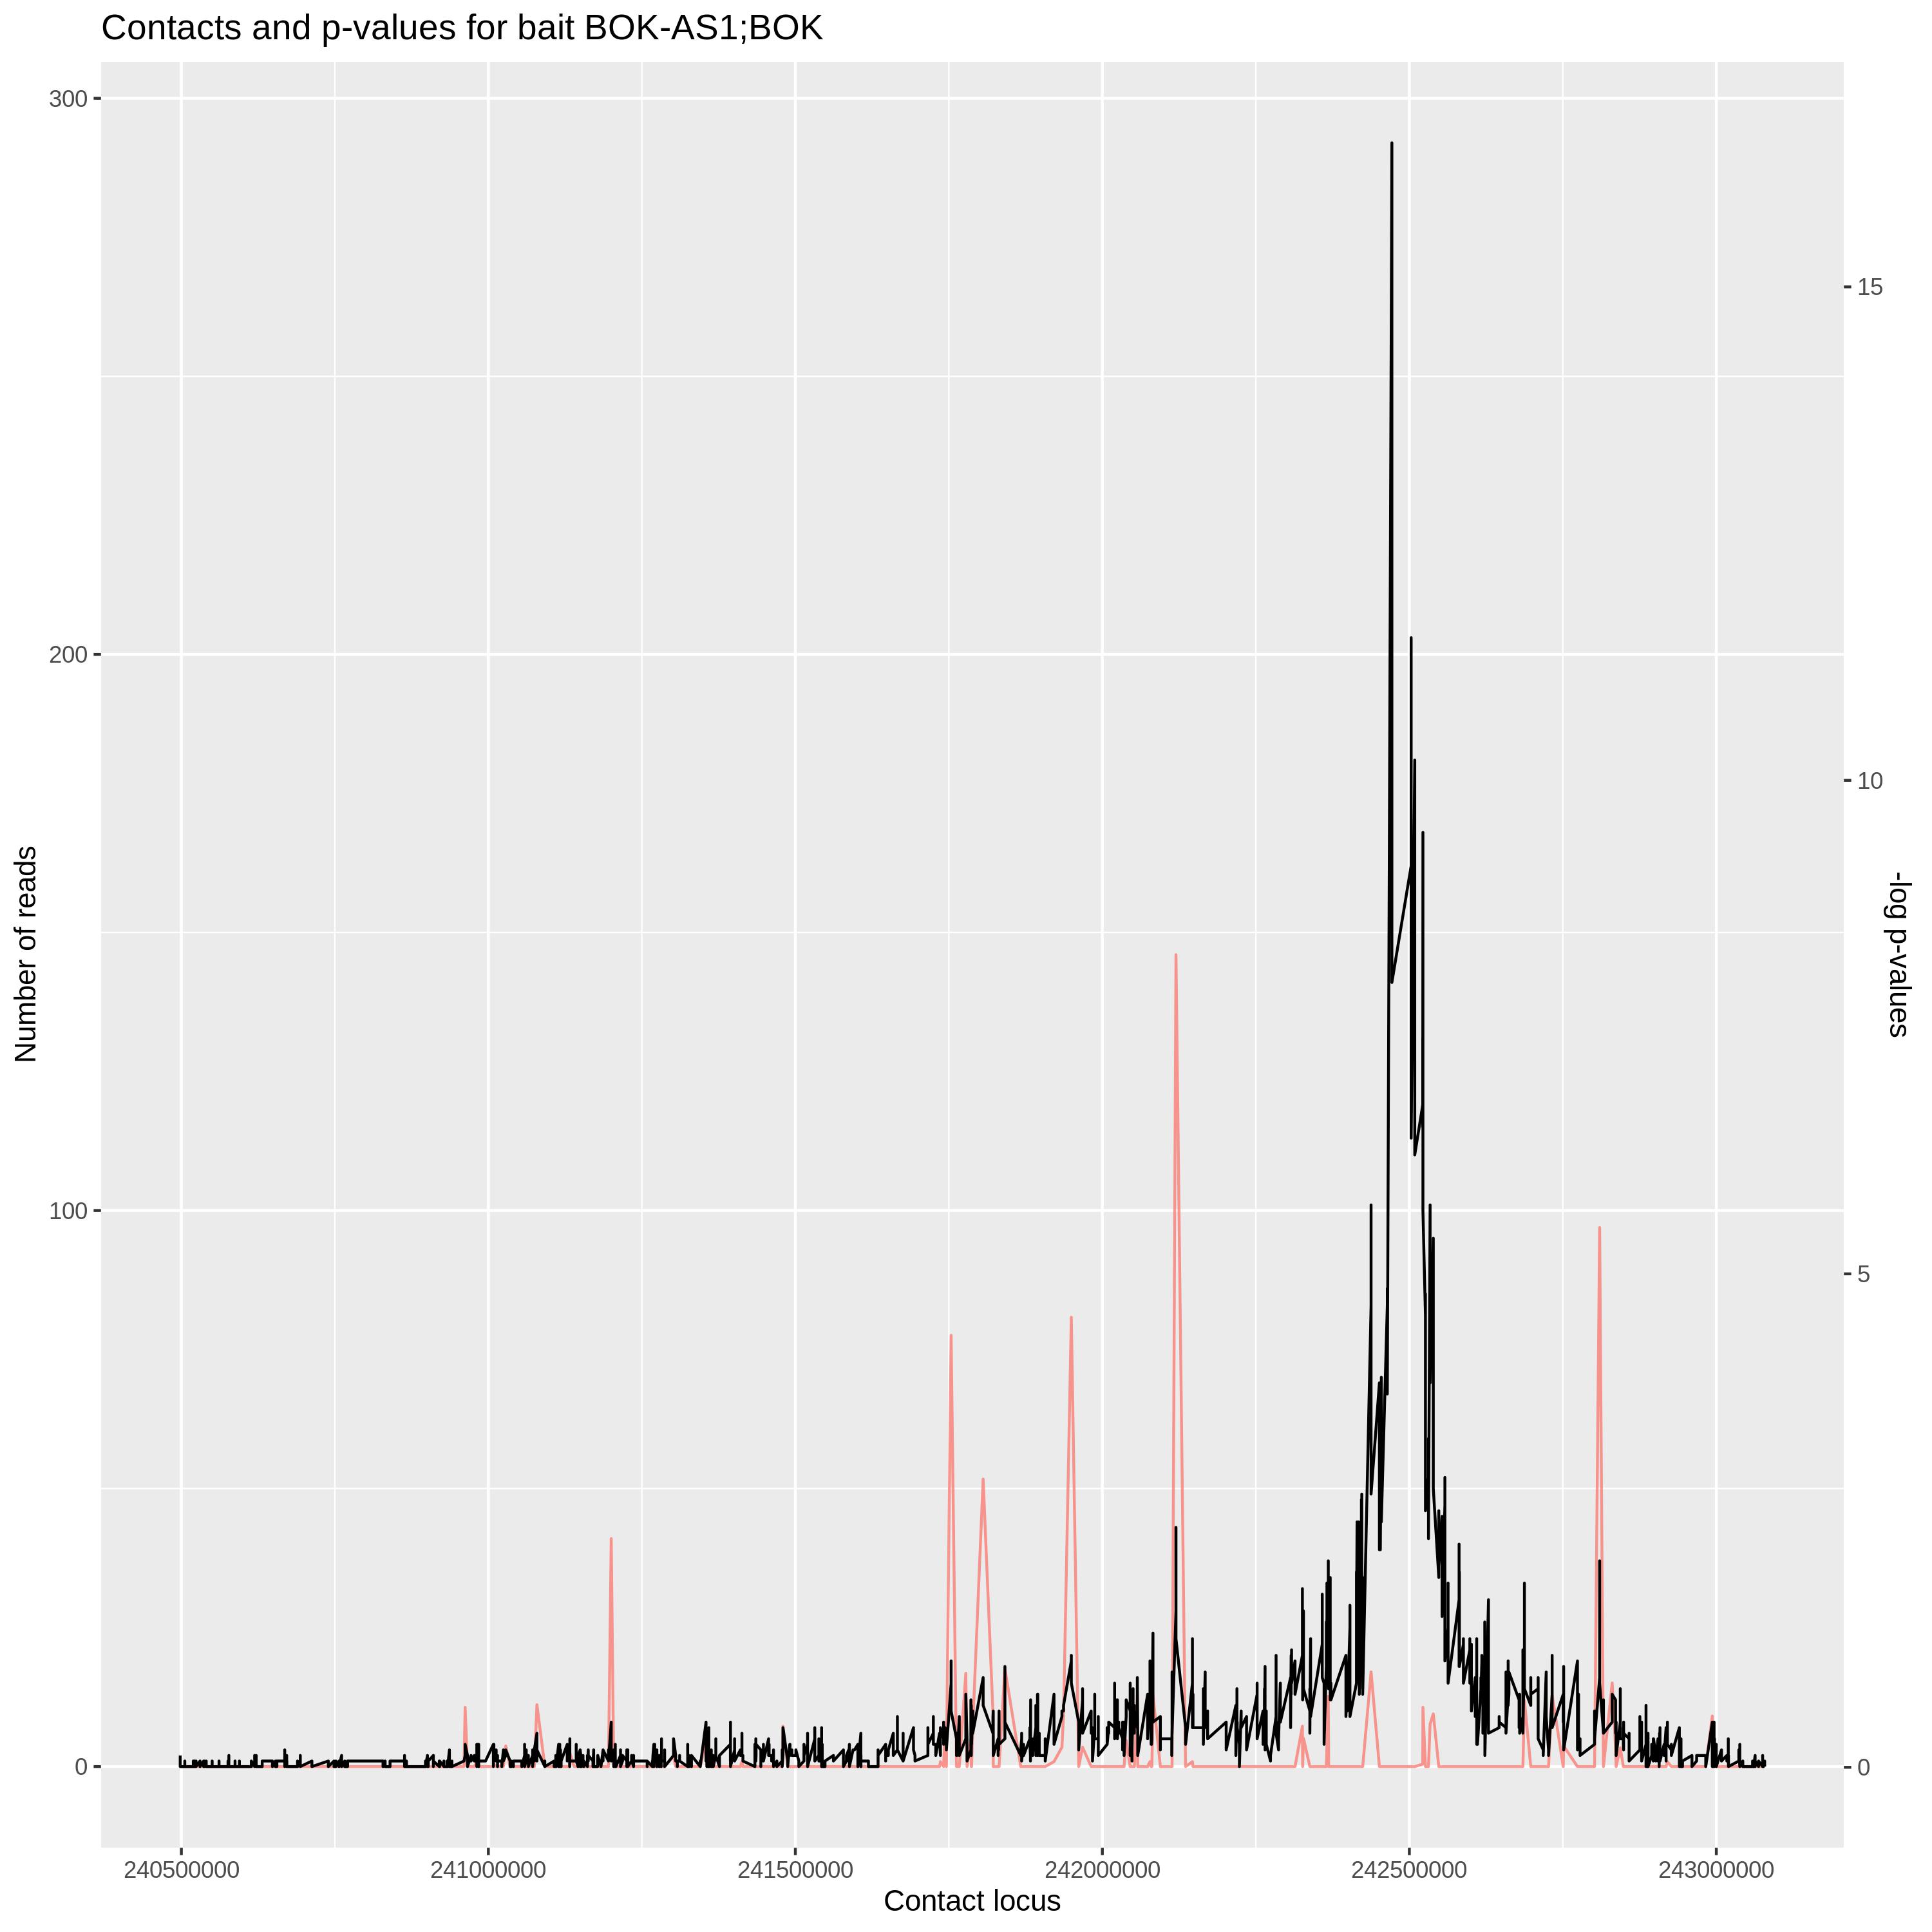 Contacts and p-values for bait BOK-AS1;BOK
300
200
100
0
Number of reads
15
10
5
0
-log p-values
240500000 241000000 241500000 242000000 242500000 243000000
Contact locus